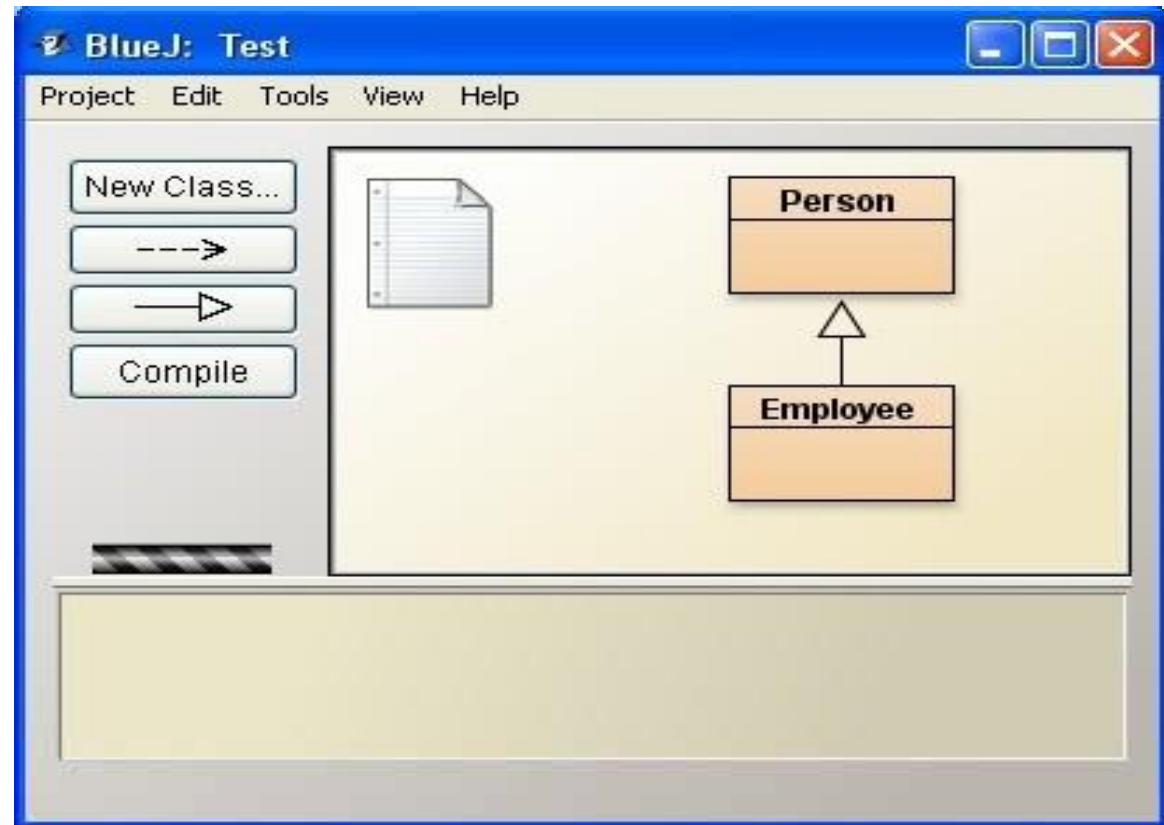 BlueJ: Test
Project Edit Tools View Help
New Class...
Compile
Person
Employee